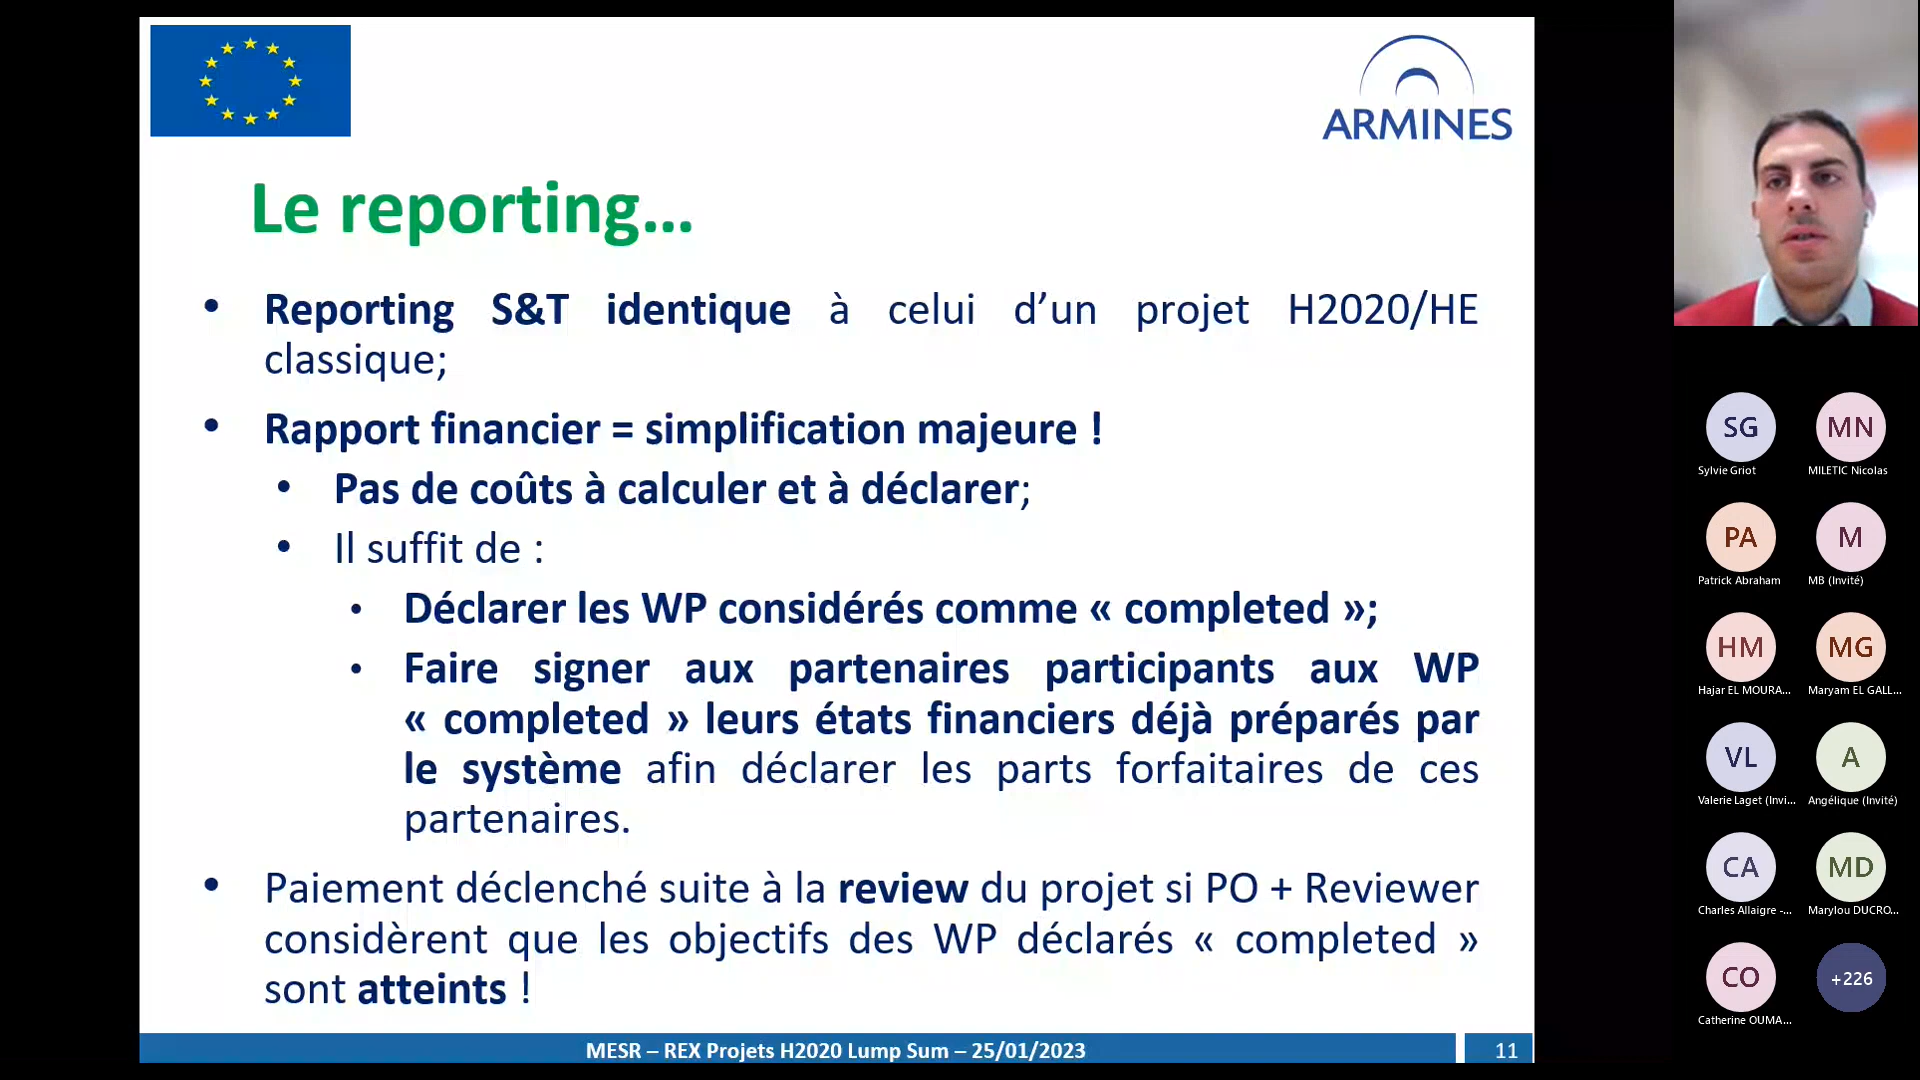 ARMINES
Le reporting...
• Reporting S&T identique à celui d’un projet H2020/HE
classique;
• Rapport financier = simplification majeure !
• Pas de coûts à calculer et à déclarer;
• Il suffit de :
• Déclarer les WP considérés comme « completed »;
• Faire signer aux partenaires participants aux WP
« completed » leurs états financiers déjà préparés par
le système afin déclarer les parts forfaitaires de ces
partenaires.
• Paiement déclenché suite à la review du projet si PO + Reviewer
considèrent que les objectifs des WP déclarés « completed »
sont atteints !
MESR – REX Projets H2020 Lump Sum – 25/01/2023
11
SG
Sylvie Griot
MN
MILETIC Nicolas
PA
Patrick Abraham
M
MB (Invité)
HM
Hajar EL MOURA...
MG
Maryam EL GALL...
VL
Valerie Laget (Invi...
A
Angélique (Invité)
CA
Charles Allaigre -...
MD
Marylou DUCRO...
CO
Catherine OUMA...
+226